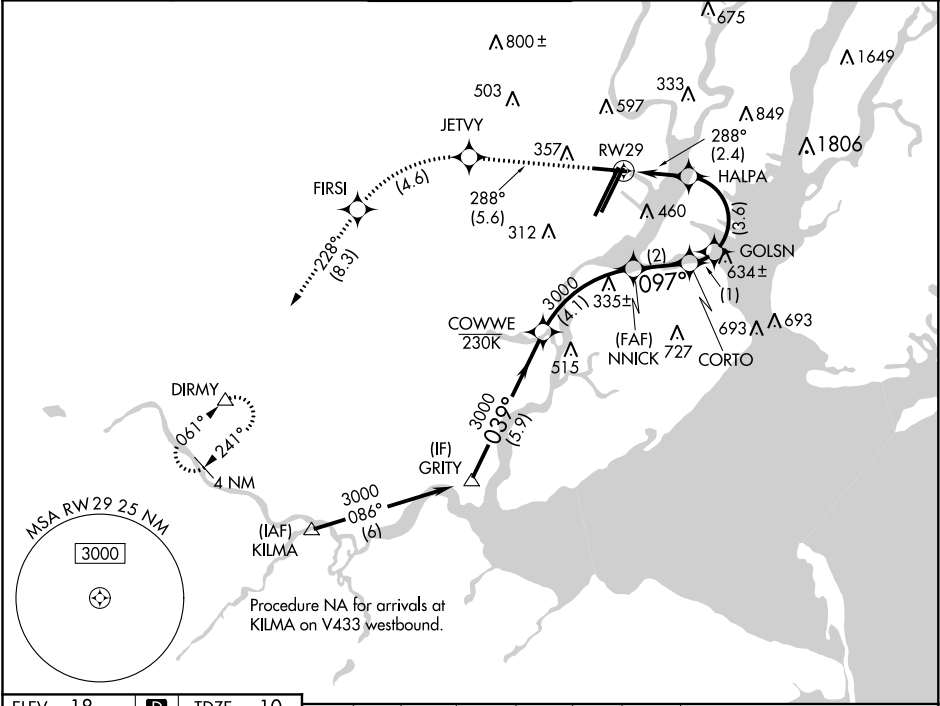 675
800 ±
1649
503
597
333
849
JETVY
357
RW29
288°
(2.4)
1806
HALPA
FIRSI
(4.6)
288°
(5.6)
460
(3.6)
312
228°
(8.3)
GOLSN
(2)
097°
634 ±
(1)
3000
(4.1)
335±
COWWE
230K
(FAF)
NNICK
693
693
727
CORTO
515
DIRMY
061°
241°
4 NM
3000
039°
(5.9)
(IF)
GRITY
3000
086°
(6)
(IAF)
KILMA
MSA RW29 25 NM
3000
Procedure NA for arrivals at
KILMA on V433 westbound.
ELEV 18 D TDZE 10